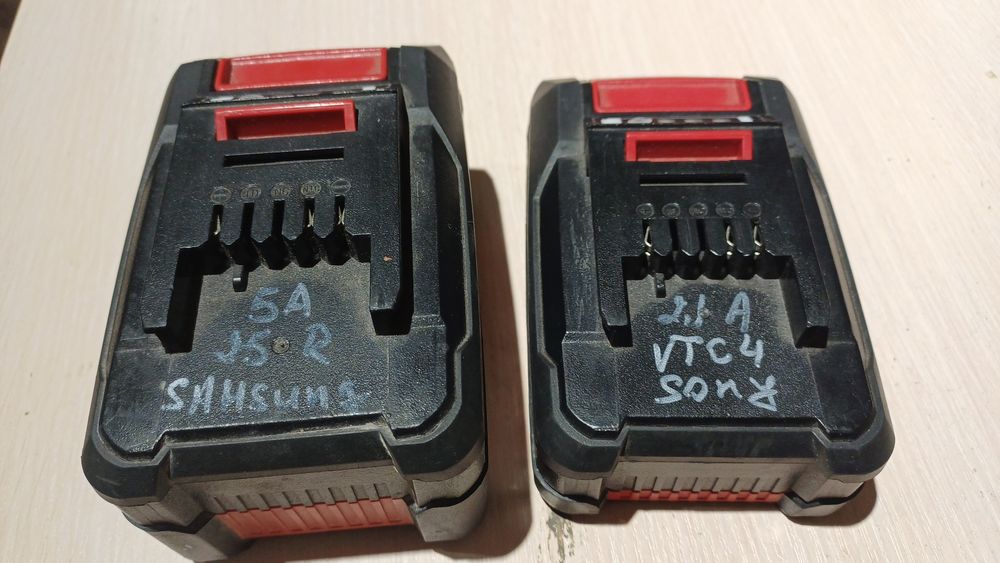 5A
25 R
SAMSUNG
2,1 A
VTC4
SONY